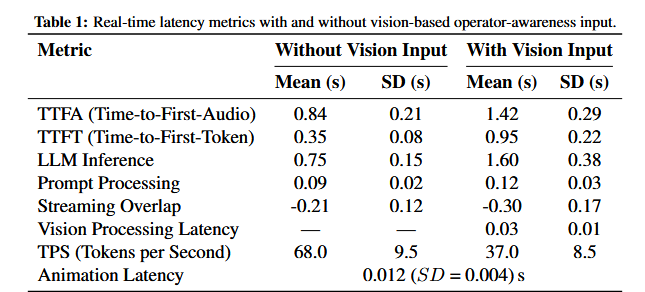 Table 1: Real-time latency metrics with and without vision-based operator-awareness input.
Metric Without Vision Input With Vision Input
Mean (s) SD (s) Mean (s) SD (s)
TTFA (Time-to-First-Audio) 0.84 0.21 1.42 0.29
TTFT (Time-to-First-Token) 0.35 0.08 0.95 0.22
LLM Inference 0.75 0.15 1.60 0.38
Prompt Processing 0.09 0.02 0.12 0.03
Streaming Overlap -0.21 0.12 -0.30 0.17
Vision Processing Latency — — 0.03 0.01
TPS (Tokens per Second) 68.0 9.5 37.0 8.5
Animation Latency 0.012 (SD = 0.004) s